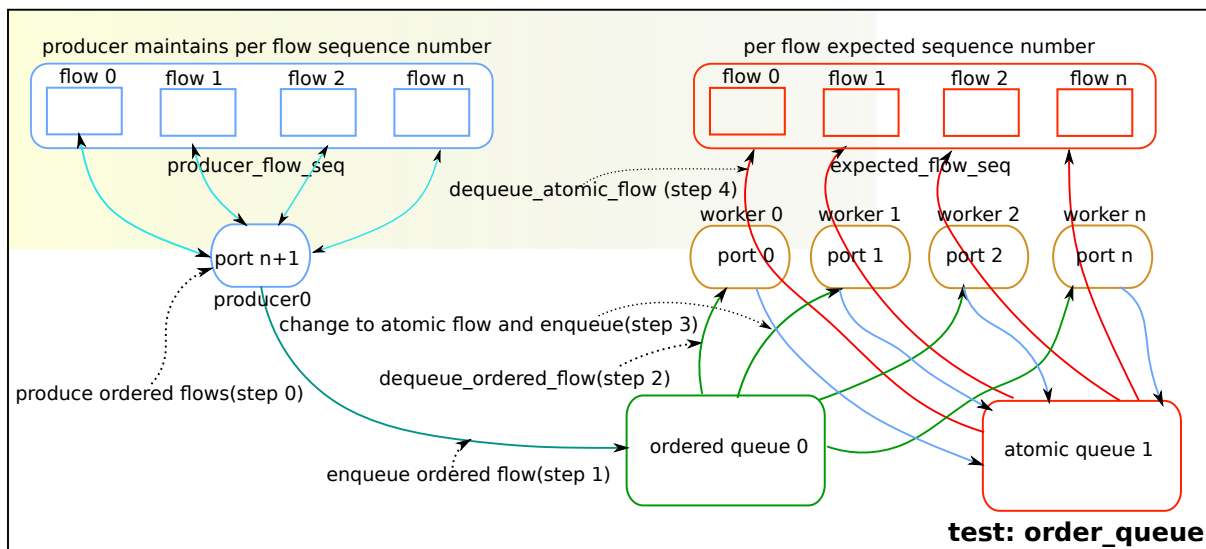 producer maintains per flow sequence number
per flow expected sequence number
flow 0
flow 1
flow 2
flow n
flow 0
flow 1
flow 2
flow n
producer_flow_seq
expected_flow_seq
dequeue_atomic_flow (step 4)
worker 0
worker 1
worker 2
worker n
port n+1
port 0
port 1
port 2
port n
producer0
change to atomic flow and enqueue(step 3)
dequeue_ordered_flow(step 2)
produce ordered flows(step 0)
ordered queue 0
atomic queue 1
enqueue ordered flow(step 1)
test: order_queue